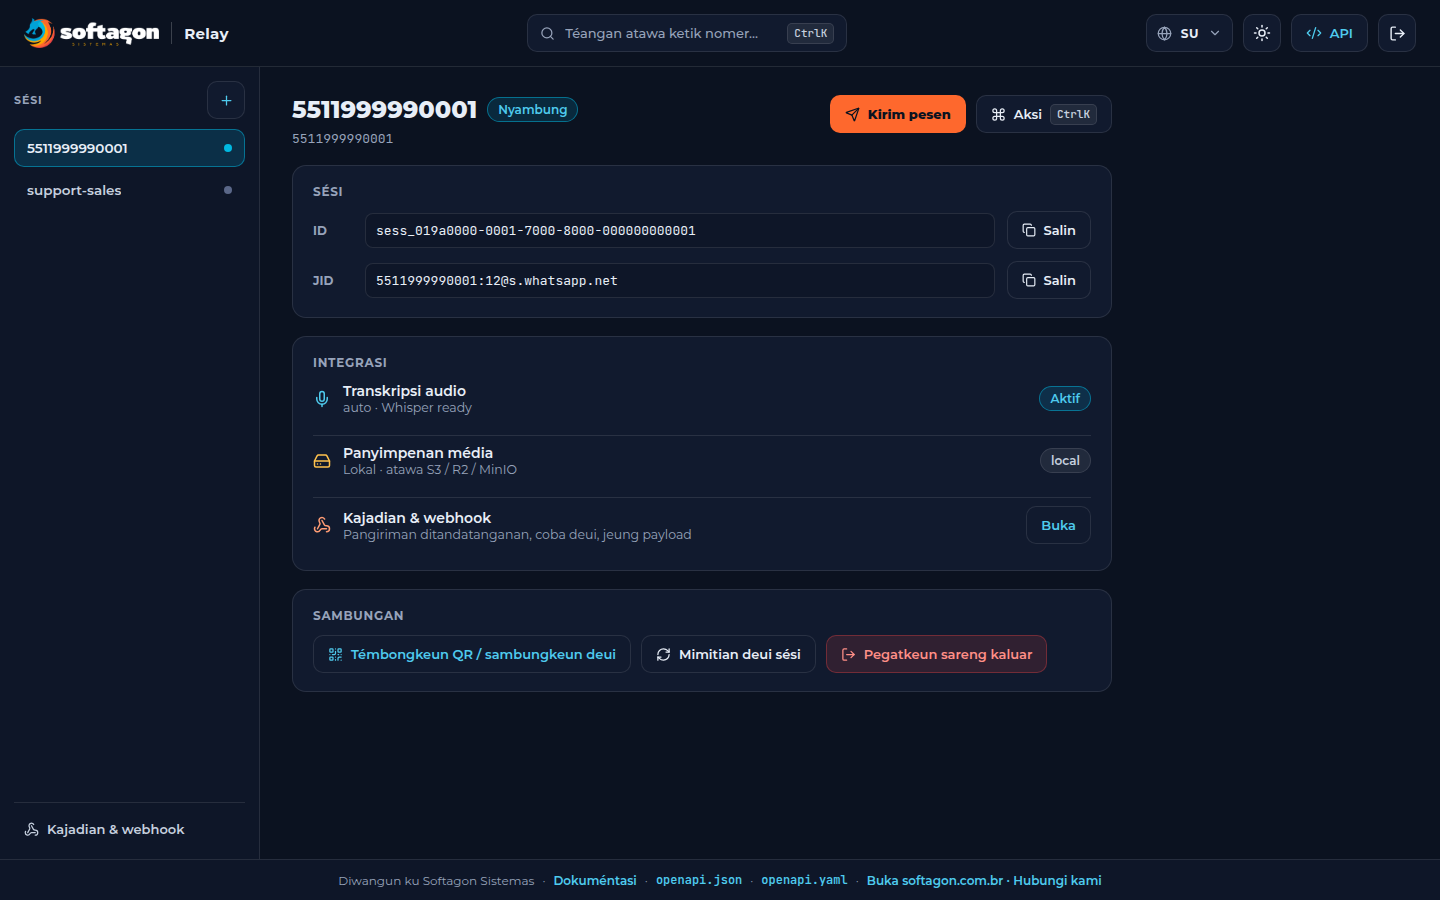 softagon
SISTEMAS
Relay
Téangan atawa ketik nomer...
CtrlK
SU
API
SÉSI
5511999990001
support-sales
Kajadian & webhook
5511999990001
Nyambung
5511999990001
Kirim pesen
Aksi
CtrlK
SÉSI
ID
sess_019a0000-0001-7000-8000-000000000001
Salin
JID
5511999990001:12@s.whatsapp.net
Salin
INTEGRASI
Transkripsi audio
auto · Whisper ready
Aktif
Panyimpenan média
Lokal · atawa S3 / R2 / MinIO
local
Kajadian & webhook
Pangiriman ditandatanganan, coba deui, jeung payload
Buka
SAMBUNGAN
Témbongkeun QR / sambungkeun deui
Mimitian deui sési
Pegatkeun sareng kaluar
Diwangun ku Softagon Sistemas · Dokuméntasi · openapi.json · openapi.yaml · Buka softagon.com.br · Hubungi kami